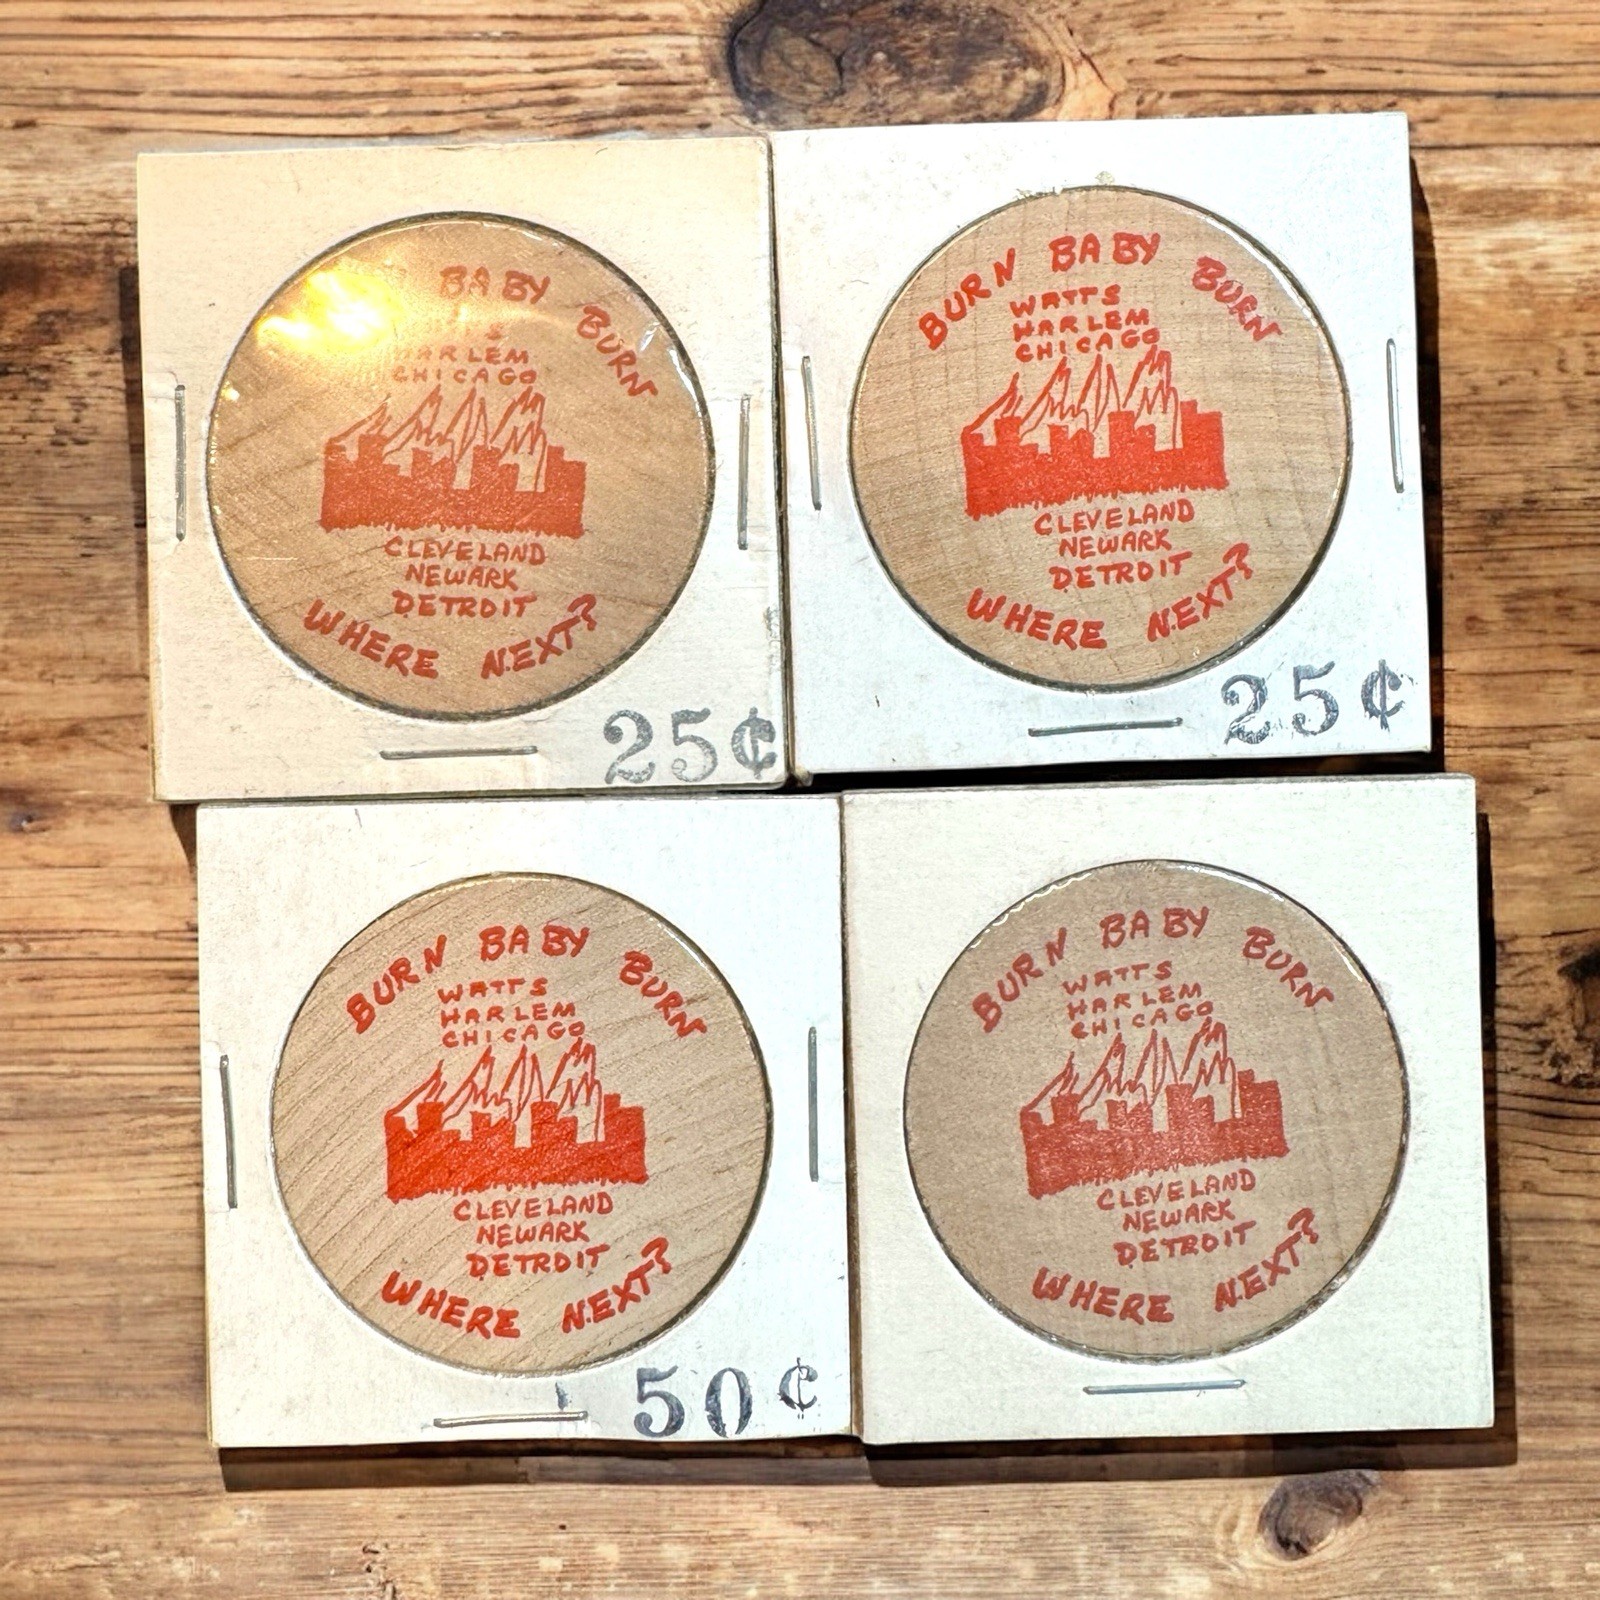 BABY BURN
HARLEM
CHICAGO
CLEVELAND
NEWARK
DETROIT
WHERE NEXT?
25¢
BURN BABY BURN
WATTS
HARLEM
CHICAGO
CLEVELAND
NEWARK
DETROIT
WHERE NEXT?
25¢
BURN BABY BURN
WATTS
HARLEM
CHICAGO
CLEVELAND
NEWARK
DETROIT
WHERE NEXT?
50¢
BURN BABY BURN
WATTS
HARLEM
CHICAGO
CLEVELAND
NEWARK
DETROIT
WHERE NEXT?